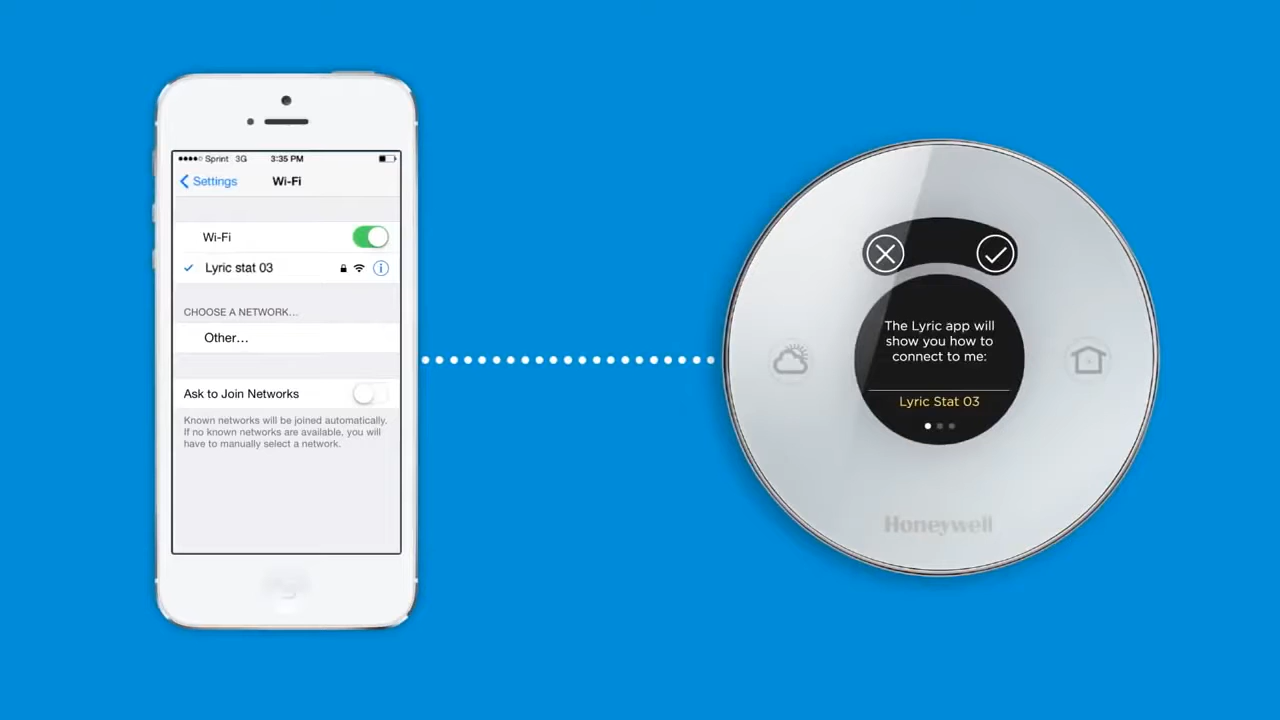 Sprint 3G 3:35 PM
Settings Wi-Fi
Wi-Fi
Lyric stat 03
CHOOSE A NETWORK...
Other...
Ask to Join Networks
Known networks will be joined automatically.
If no known networks are available, you will
have to manually select a network.
The Lyric app will
show you how to
connect to me:
Lyric Stat 03
Honeywell